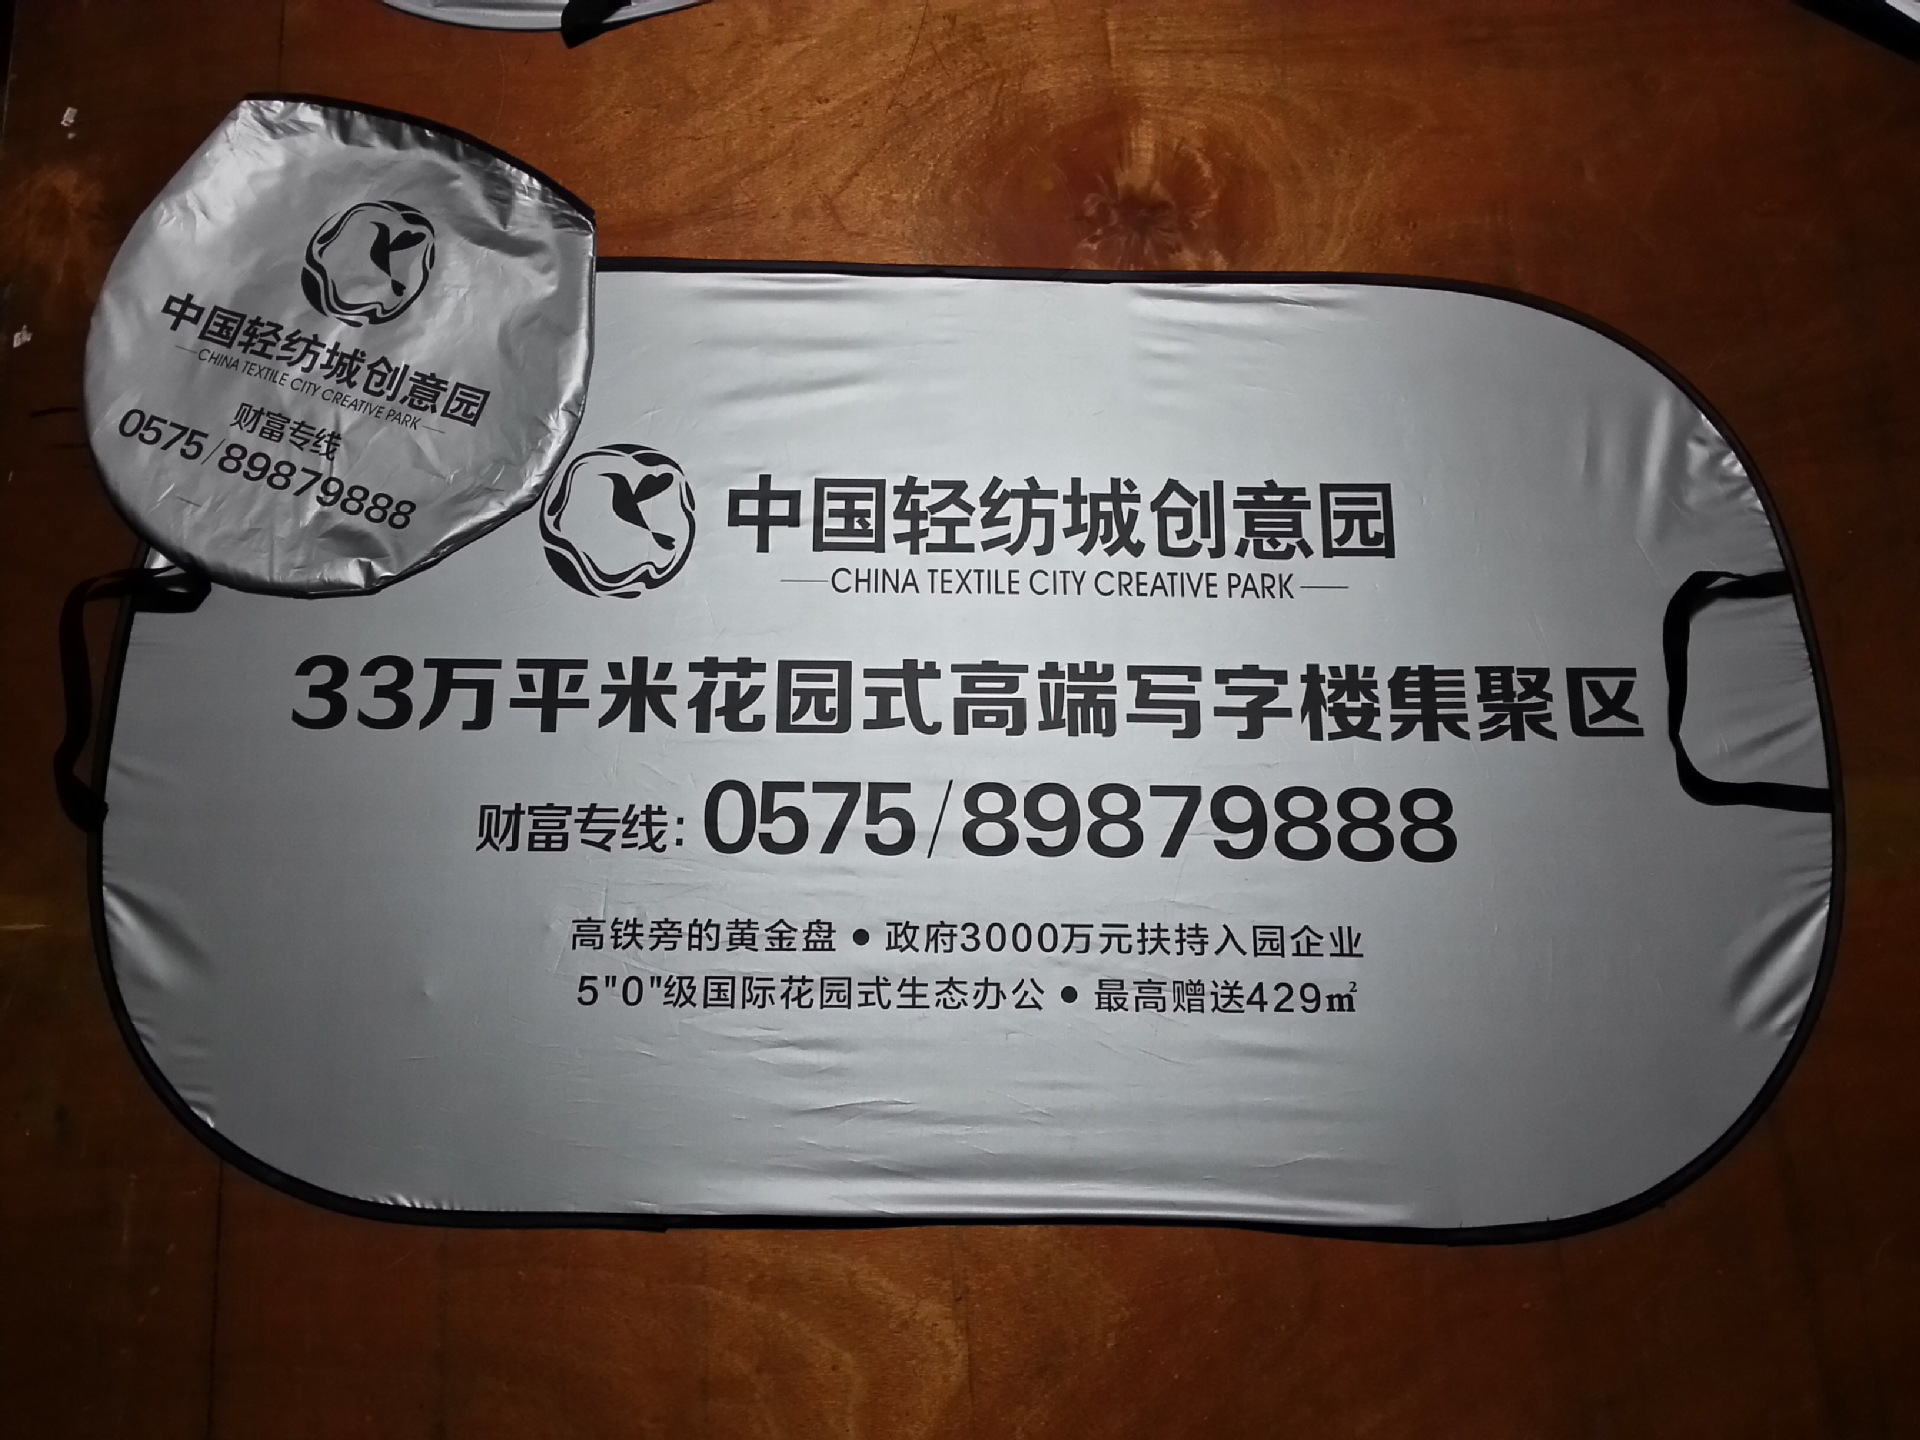 中国轻纺城创意园
CHINA TEXTILE CITY CREATIVE PARK
财富专线
0575/89879888
中国轻纺城创意园
CHINA TEXTILE CITY CREATIVE PARK
33万平米花园式高端写字楼集聚区
财富专线: 0575/89879888
高铁旁的黄金盘 ● 政府3000万元扶持入园企业
5"0"级国际花园式生态办公 ● 最高赠送429㎡